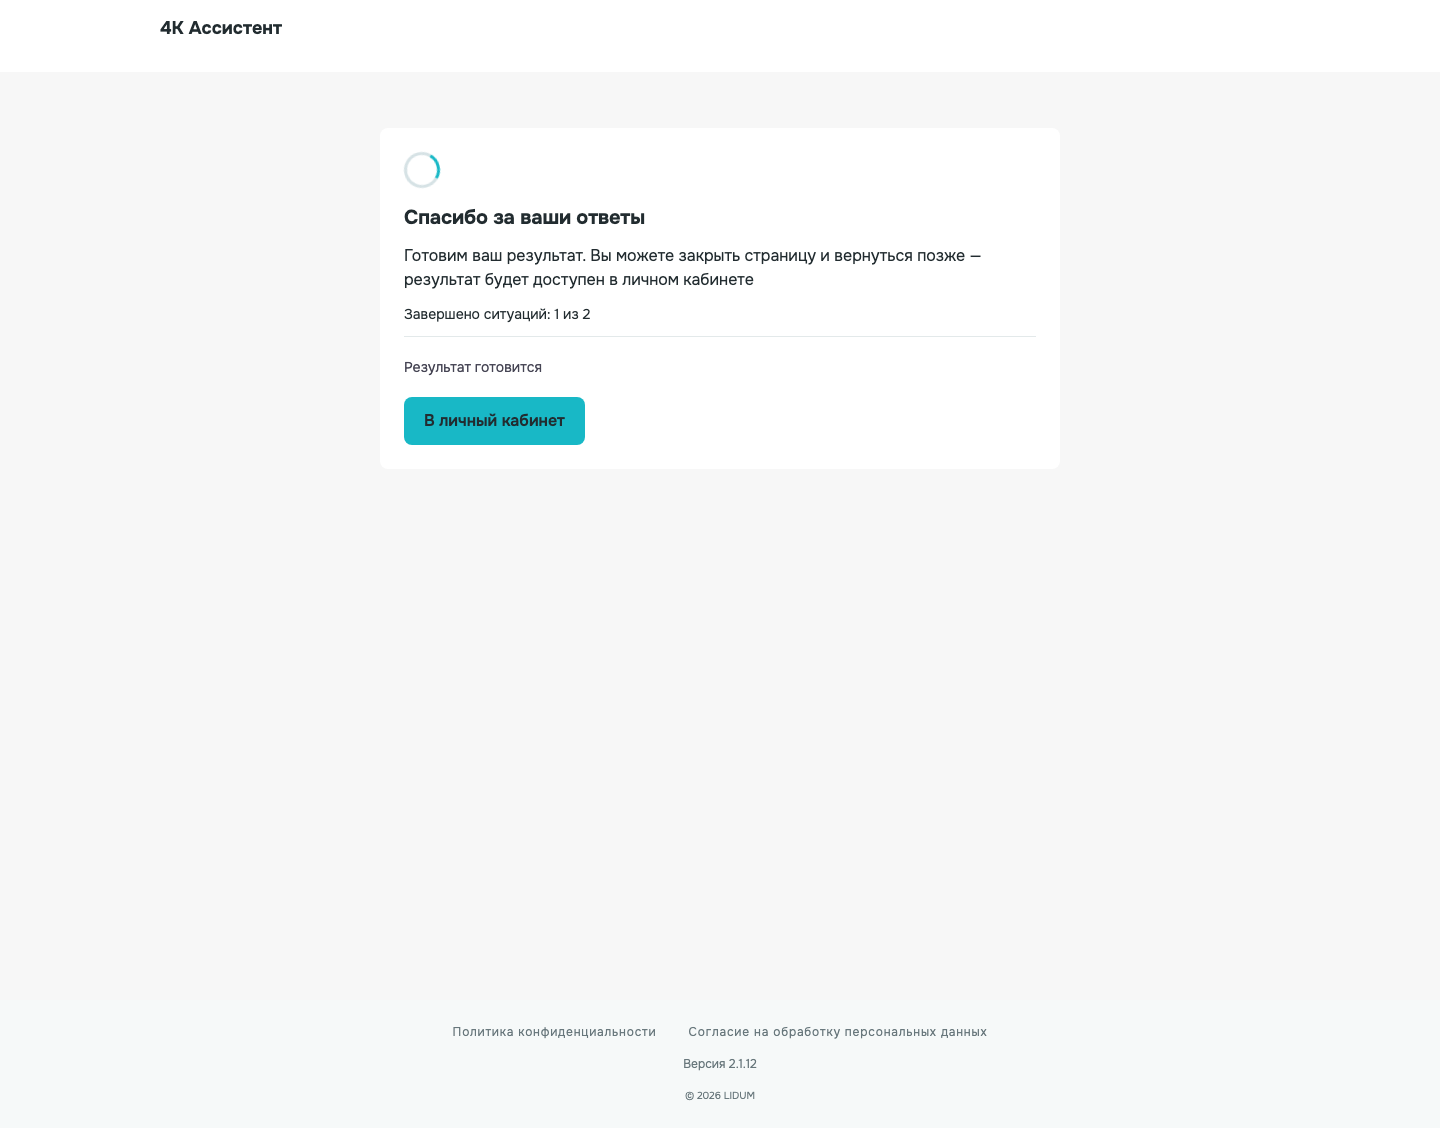 4К Ассистент
Спасибо за ваши ответы
Готовим ваш результат. Вы можете закрыть страницу и вернуться позже —
результат будет доступен в личном кабинете
Завершено ситуаций: 1 из 2
Результат готовится
В личный кабинет
Политика конфиденциальности
Согласие на обработку персональных данных
Версия 2.1.12
© 2026 LIDUM